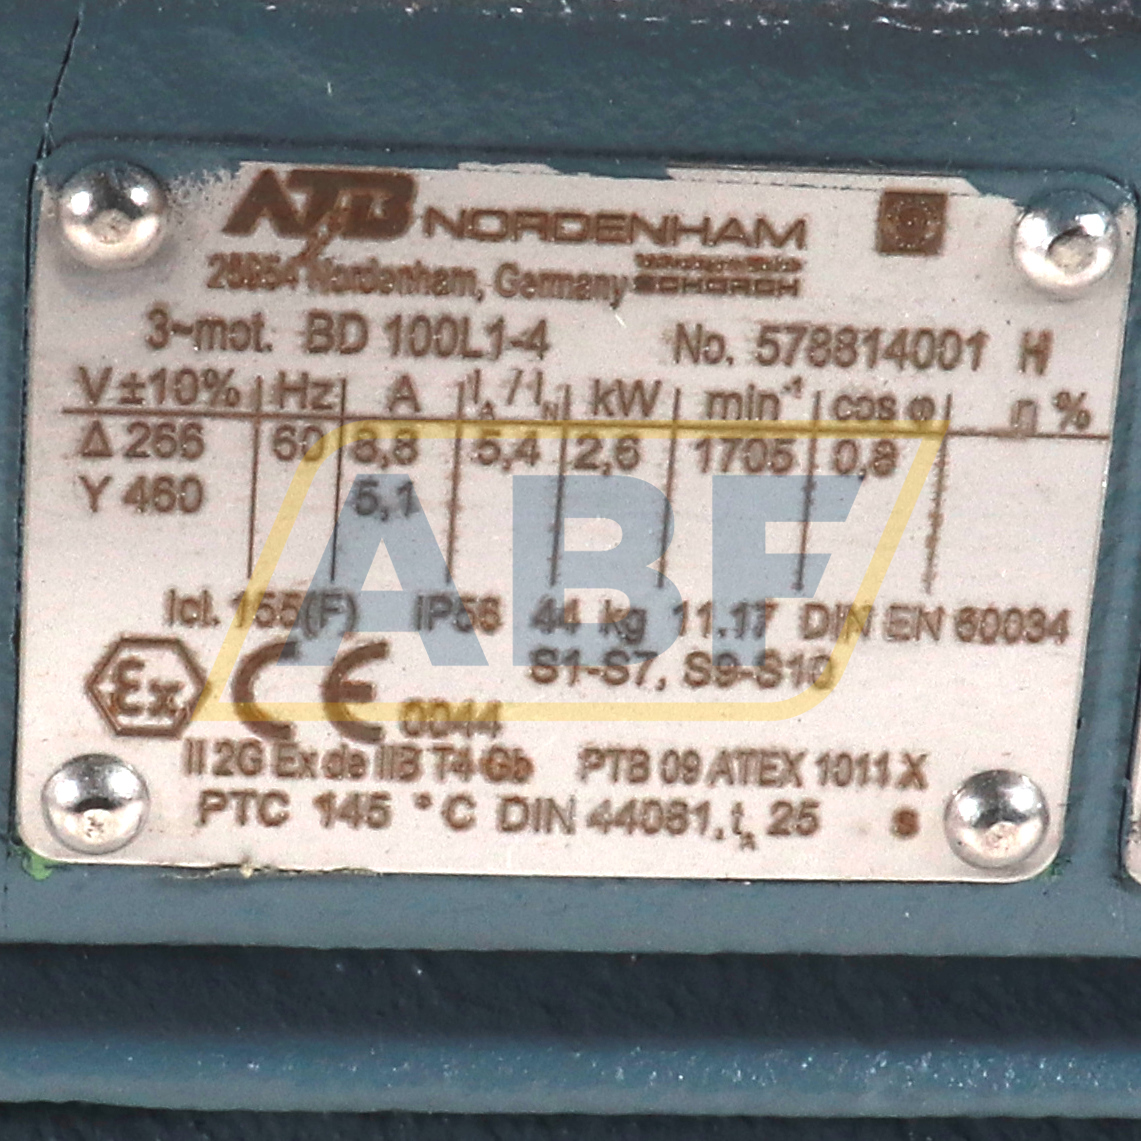 ATB NORDENHAM
26954 Nordenham, Germany SCHORCH
3~mot. BD 100L1-4 No. 578814001 H
V±10% Hz A I_A/I_N kW min⁻¹ cos φ η %
Δ 266 60 8,8 5,4 2,6 1705 0,8
Y 460 5,1
ABF
Icl. 155(F) IP56 44 kg 11.17 DIN EN 60034
S1-S7, S9-S10
Ex CE 0044
II 2G Ex de IIB T4 Gb PTB 09 ATEX 1011 X
PTC 145 °C DIN 44081, t_A 25 s